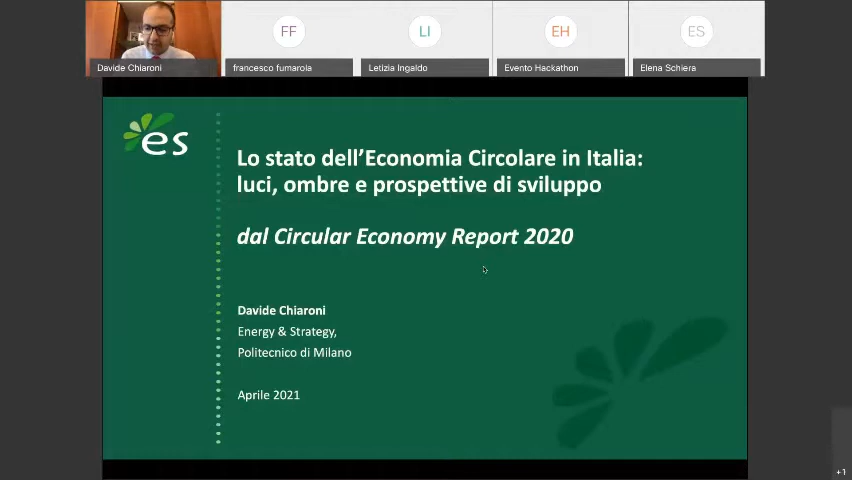 FF
LI
EH
ES
Davide Chiaroni
francesco fumarola
Letizia Ingaldo
Evento Hackathon
Elena Schiera
es
Lo stato dell'Economia Circolare in Italia:
luci, ombre e prospettive di sviluppo
dal Circular Economy Report 2020
Davide Chiaroni
Energy & Strategy,
Politecnico di Milano
Aprile 2021
+1